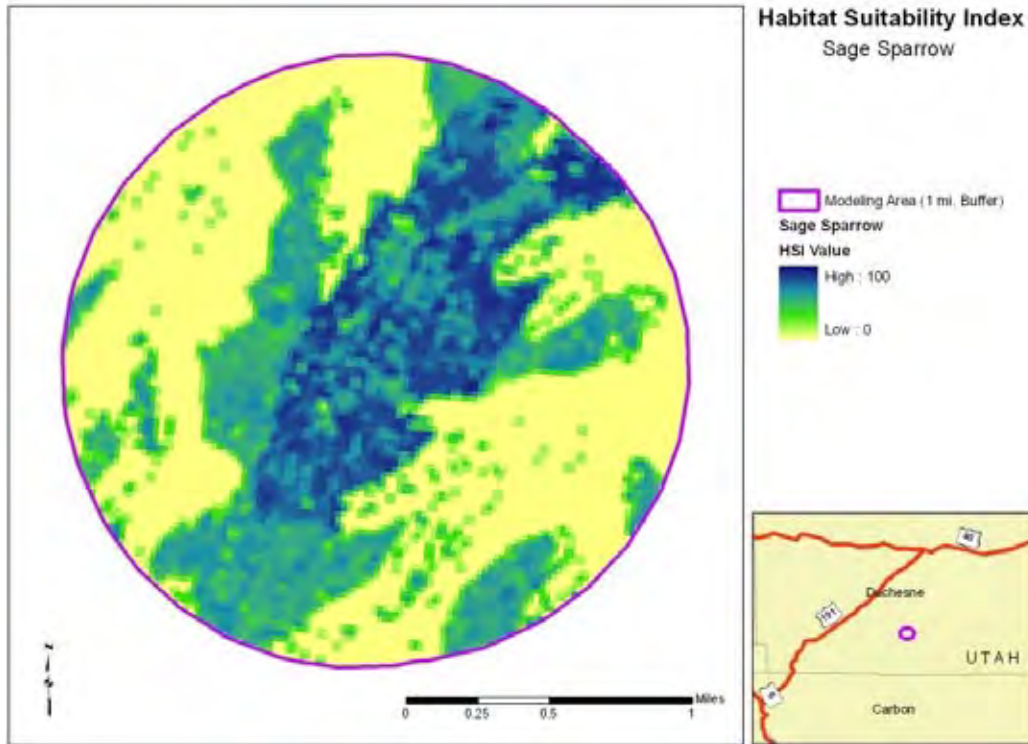 Habitat Suitability Index
Sage Sparrow
Modeling Area (1 mi. Buffer)
Sage Sparrow
HSI Value
High : 100
Low : 0
Miles
0 0.25 0.5 1
40
Duchesne
191
UTAH
6
Carbon